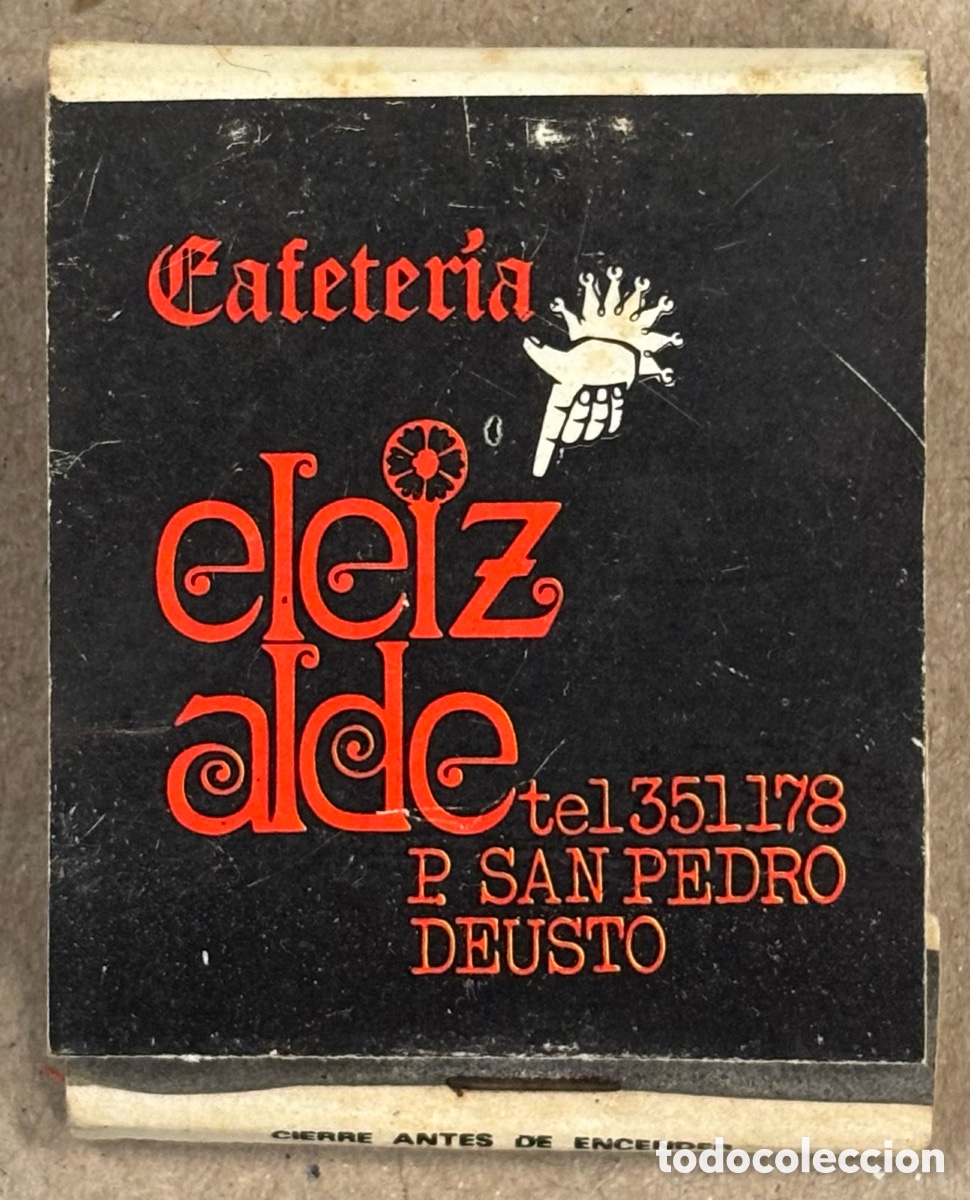 Cafetería
eleiz
alde
tel 351178
P. SAN PEDRO
DEUSTO
CIERRE ANTES DE ENCENDER
todocoleccion